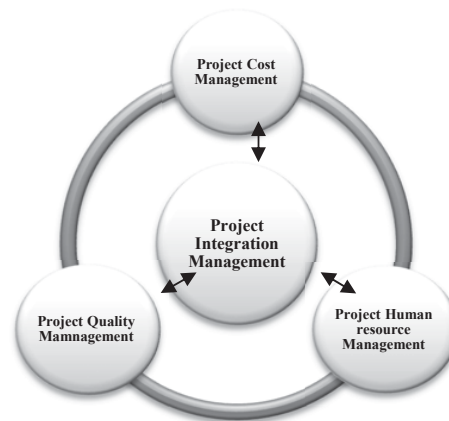 Project Cost
Management
Project
Integration
Management
Project Quality
Mamnagement
Project Human
resource
Management